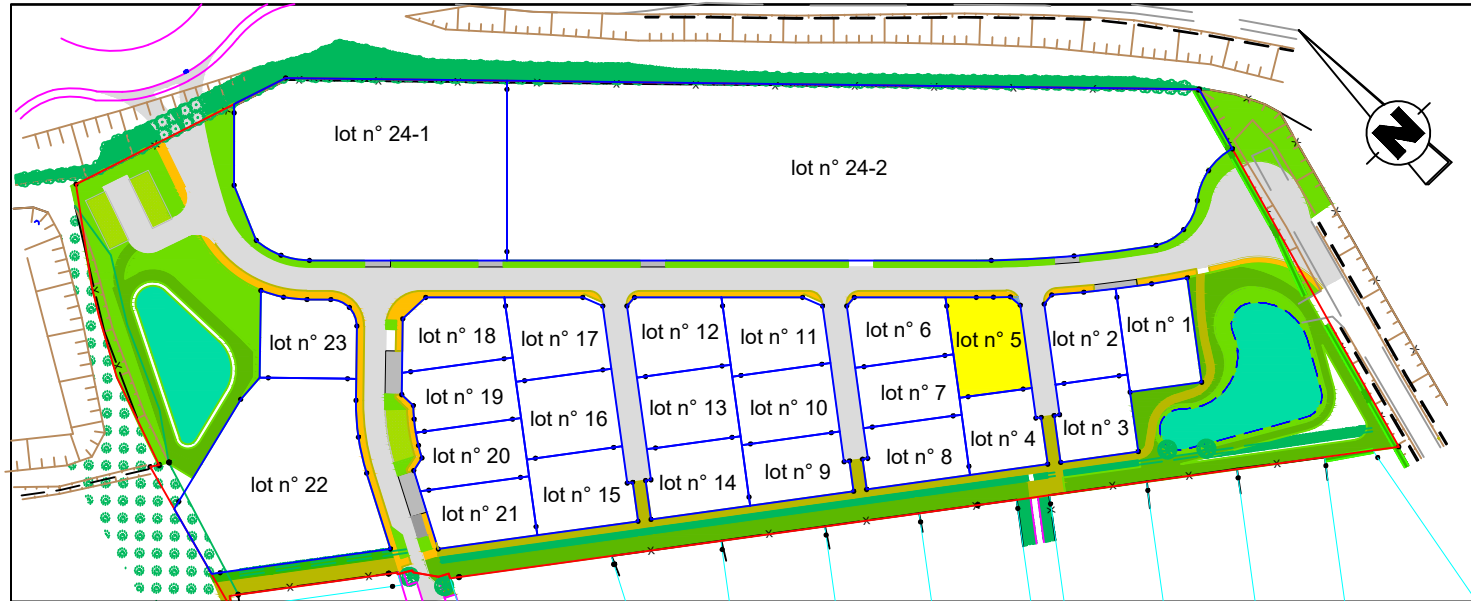 lot n° 24-1
lot n° 24-2
N
lot n° 18
lot n° 17
lot n° 12
lot n° 11
lot n° 6
lot n° 5
lot n° 2
lot n° 1
lot n° 23
lot n° 19
lot n° 16
lot n° 13
lot n° 10
lot n° 7
lot n° 4
lot n° 3
lot n° 20
lot n° 22
lot n° 21
lot n° 15
lot n° 14
lot n° 9
lot n° 8